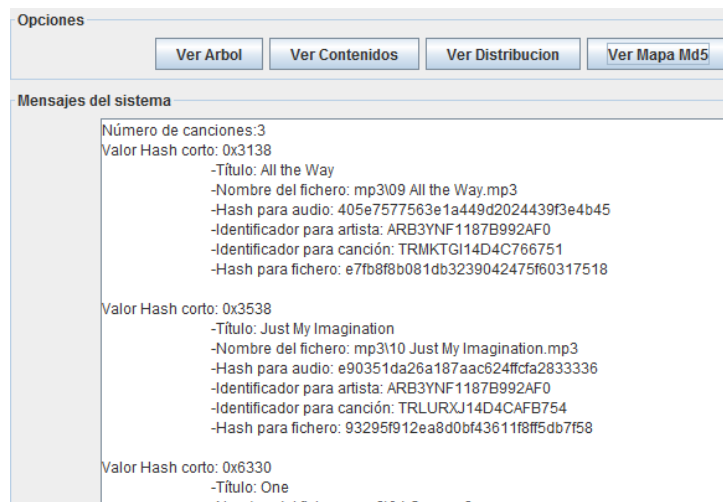 Opciones
Ver Arbol Ver Contenidos Ver Distribucion Ver Mapa Md5
Mensajes del sistema
Número de canciones:3
Valor Hash corto: 0x3138
-Título: All the Way
-Nombre del fichero: mp3\09 All the Way.mp3
-Hash para audio: 405e7577563e1a449d2024439f3e4b45
-Identificador para artista: ARB3YNF1187B992AF0
-Identificador para canción: TRMKTGI14D4C766751
-Hash para fichero: e7fb8f8b081db3239042475f60317518
Valor Hash corto: 0x3538
-Título: Just My Imagination
-Nombre del fichero: mp3\10 Just My Imagination.mp3
-Hash para audio: e90351da26a187aac624ffcfa2833336
-Identificador para artista: ARB3YNF1187B992AF0
-Identificador para canción: TRLURXJ14D4CAFB754
-Hash para fichero: 93295f912ea8d0bf43611f8ff5db7f58
Valor Hash corto: 0x6330
-Título: One